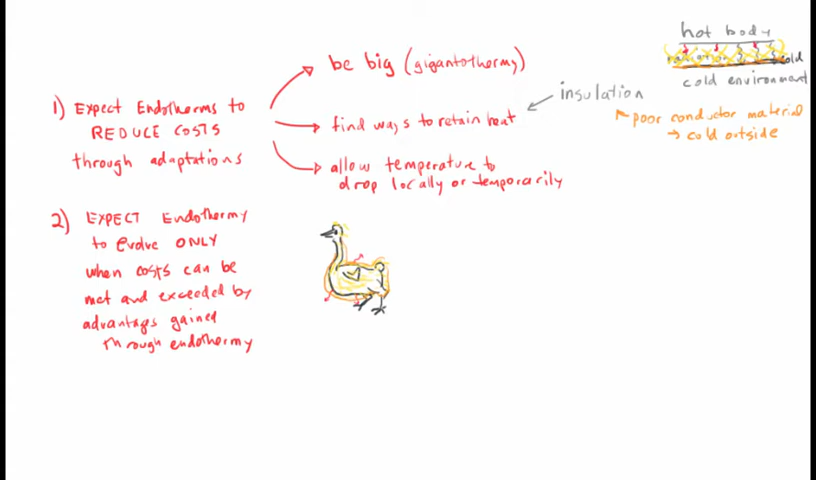 hot body
radiation cold
cold environment
be big (gigantothermy)
insulation
1) Expect Endotherms to
REDUCE COSTS
through adaptations
find ways to retain heat
poor conductor material
→ cold outside
allow temperature to
drop locally or temporarily
2) EXPECT Endothermy
to evolve ONLY
when costs can be
met and exceeded by
advantages gained
through endothermy